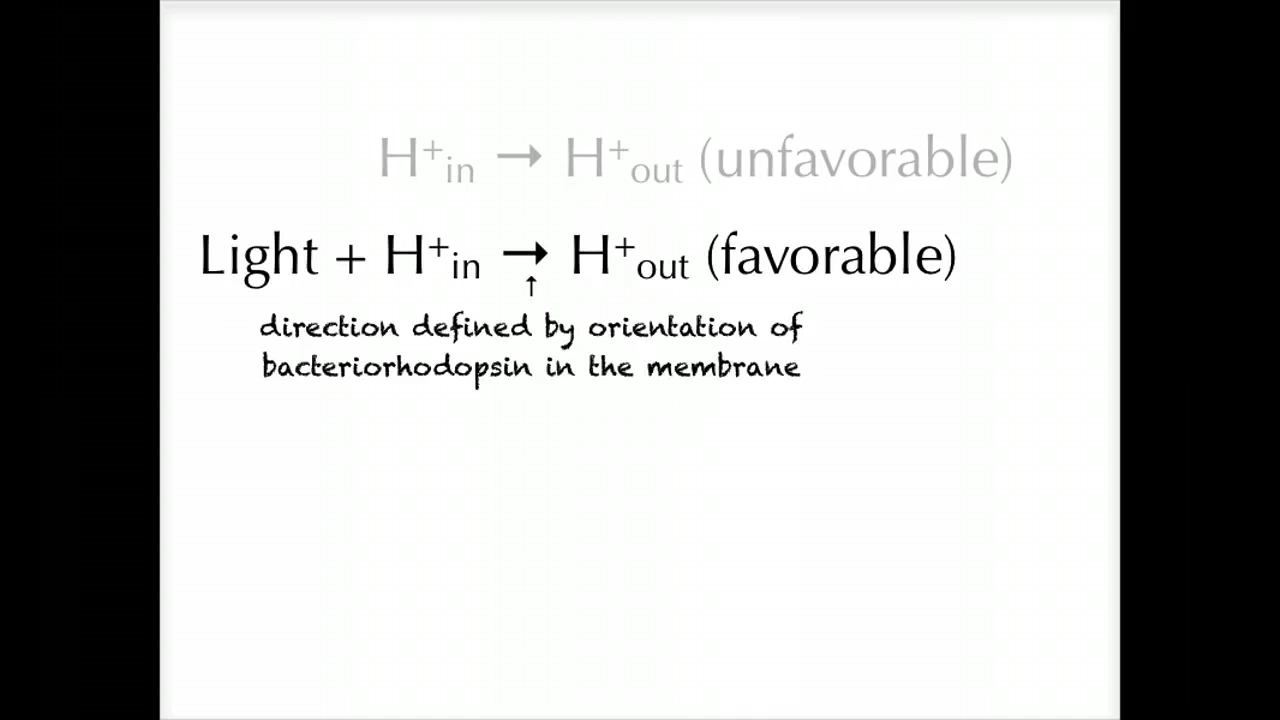 H⁺in → H⁺out (unfavorable)
Light + H⁺in → H⁺out (favorable)
↑
direction defined by orientation of
bacteriorhodopsin in the membrane